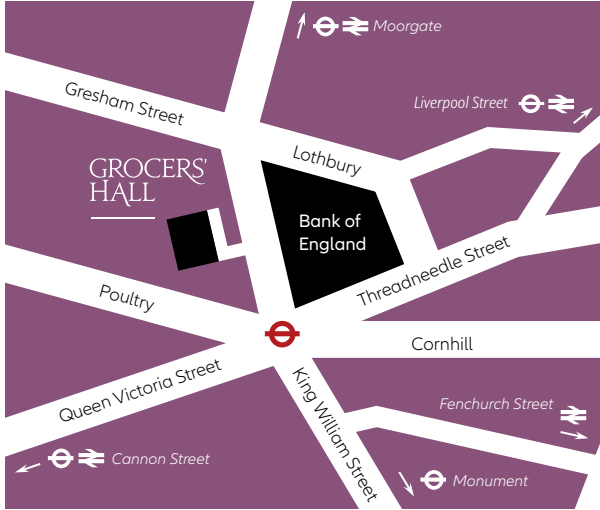 Moorgate
Liverpool Street
Gresham Street
Lothbury
GROCERS'
HALL
Bank of
England
Threadneedle Street
Poultry
Cornhill
Queen Victoria Street
King William Street
Fenchurch Street
Cannon Street
Monument